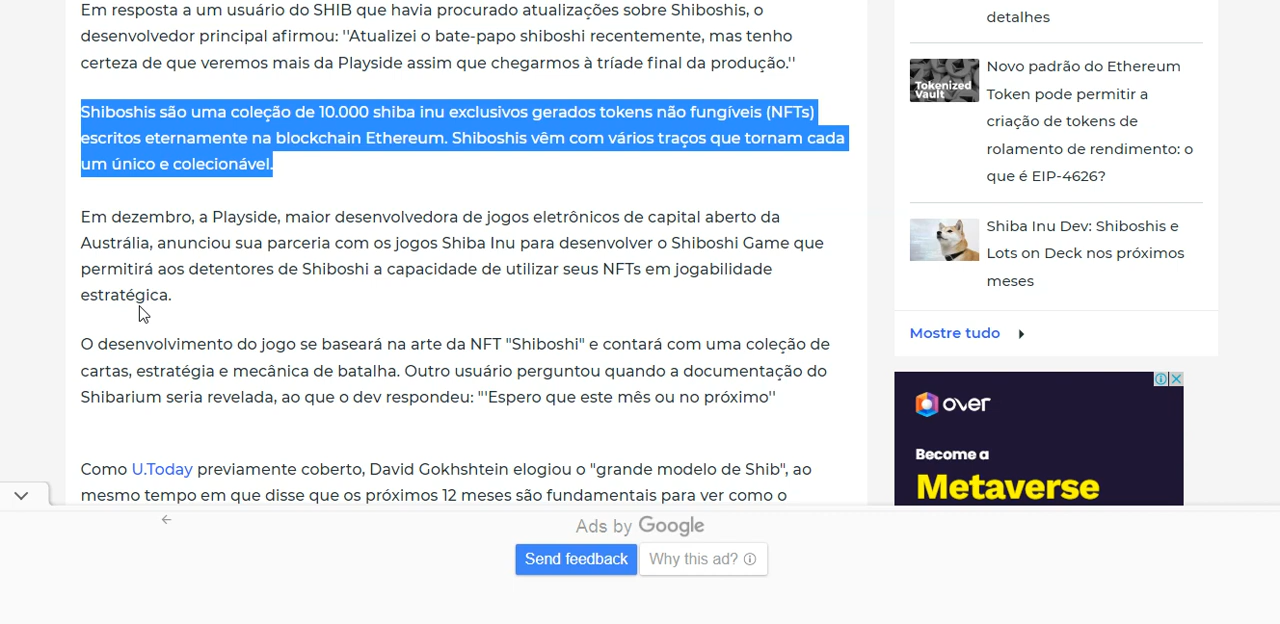 Em resposta a um usuário do SHIB que havia procurado atualizações sobre Shiboshis, o
desenvolvedor principal afirmou: ''Atualizei o bate-papo shiboshi recentemente, mas tenho
certeza de que veremos mais da Playside assim que chegarmos à tríade final da produção.''
Shiboshis são uma coleção de 10.000 shiba inu exclusivos gerados tokens não fungíveis (NFTs)
escritos eternamente na blockchain Ethereum. Shiboshis vêm com vários traços que tornam cada
um único e colecionável.
Em dezembro, a Playside, maior desenvolvedora de jogos eletrônicos de capital aberto da
Austrália, anunciou sua parceria com os jogos Shiba Inu para desenvolver o Shiboshi Game que
permitirá aos detentores de Shiboshi a capacidade de utilizar seus NFTs em jogabilidade
estratégica.
O desenvolvimento do jogo se baseará na arte da NFT "Shiboshi" e contará com uma coleção de
cartas, estratégia e mecânica de batalha. Outro usuário perguntou quando a documentação do
Shibarium seria revelada, ao que o dev respondeu: "'Espero que este mês ou no próximo''
Como U.Today previamente coberto, David Gokhshtein elogiou o "grande modelo de Shib", ao
mesmo tempo em que disse que os próximos 12 meses são fundamentais para ver como o
detalhes
Tokenized
Vault
Novo padrão do Ethereum
Token pode permitir a
criação de tokens de
rolamento de rendimento: o
que é EIP-4626?
Shiba Inu Dev: Shiboshis e
Lots on Deck nos próximos
meses
Mostre tudo
over
Become a
Metaverse
Ads by Google
Send feedback
Why this ad?